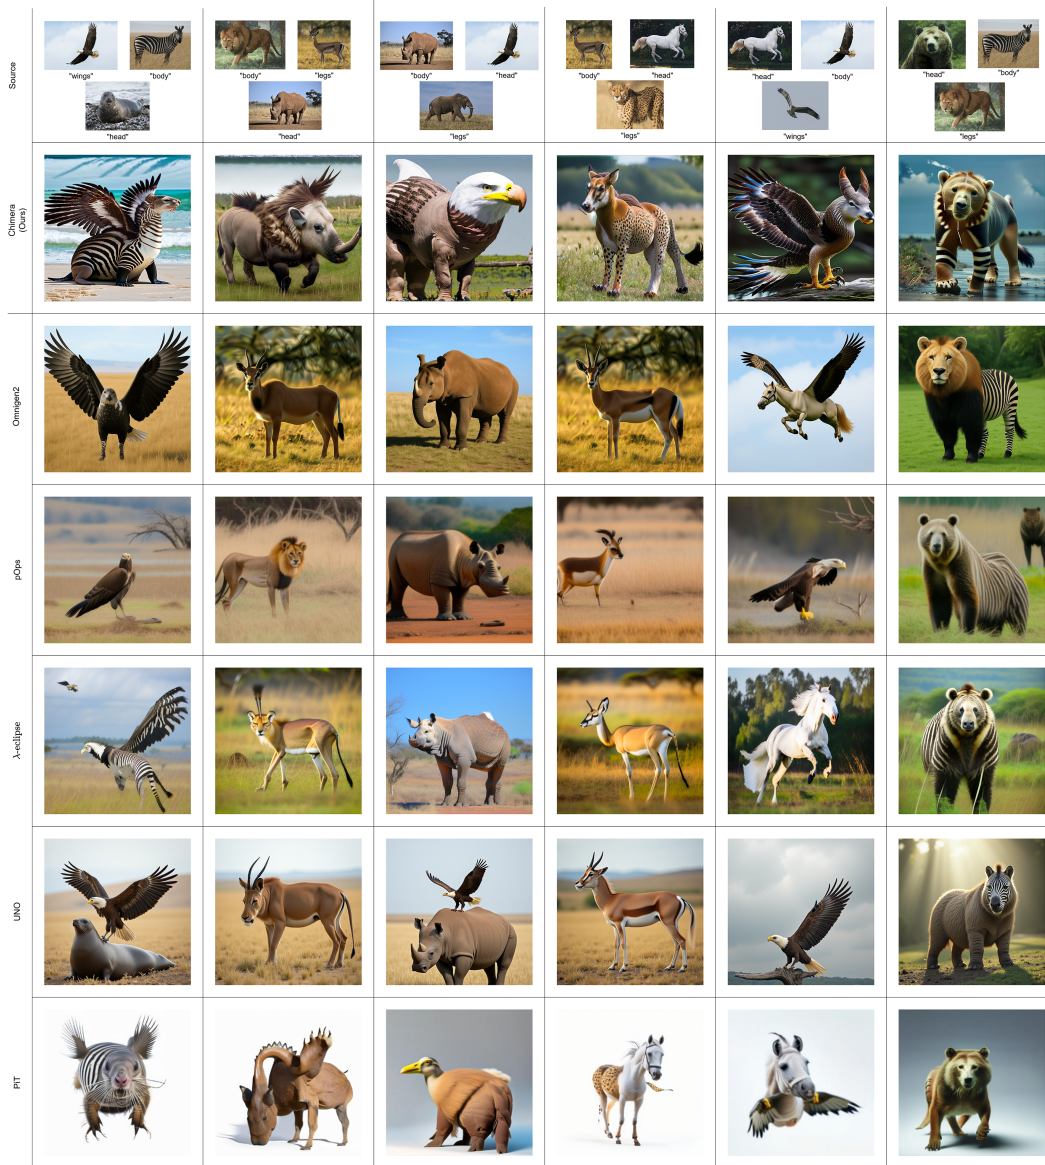 Source
"wings" "body"
"head"
"body" "legs"
"head"
"body" "head"
"legs"
"body" "head"
"legs"
"head" "body"
"wings"
"head" "body"
"legs"
Chimera
(Ours)
Omnigen2
pOps
λ-eclipse
UNO
PiT